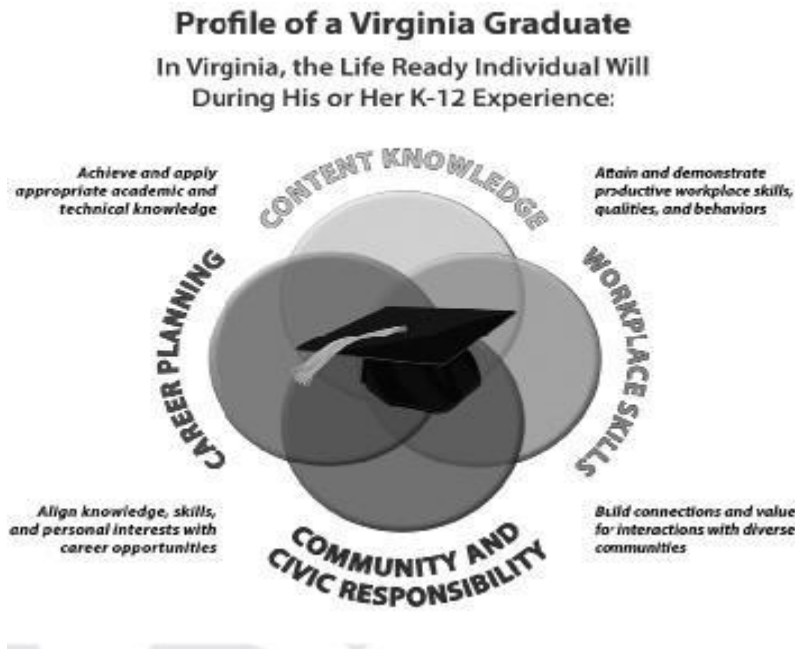 Profile of a Virginia Graduate
In Virginia, the Life Ready Individual Will
During His or Her K-12 Experience:
Achieve and apply
appropriate academic and
technical knowledge
CONTENT KNOWLEDGE
Attain and demonstrate
productive workplace skills,
qualities, and behaviors
CAREER PLANNING
WORKPLACE SKILLS
Align knowledge, skills,
and personal interests with
career opportunities
COMMUNITY AND
CIVIC RESPONSIBILITY
Build connections and value
for interactions with diverse
communities